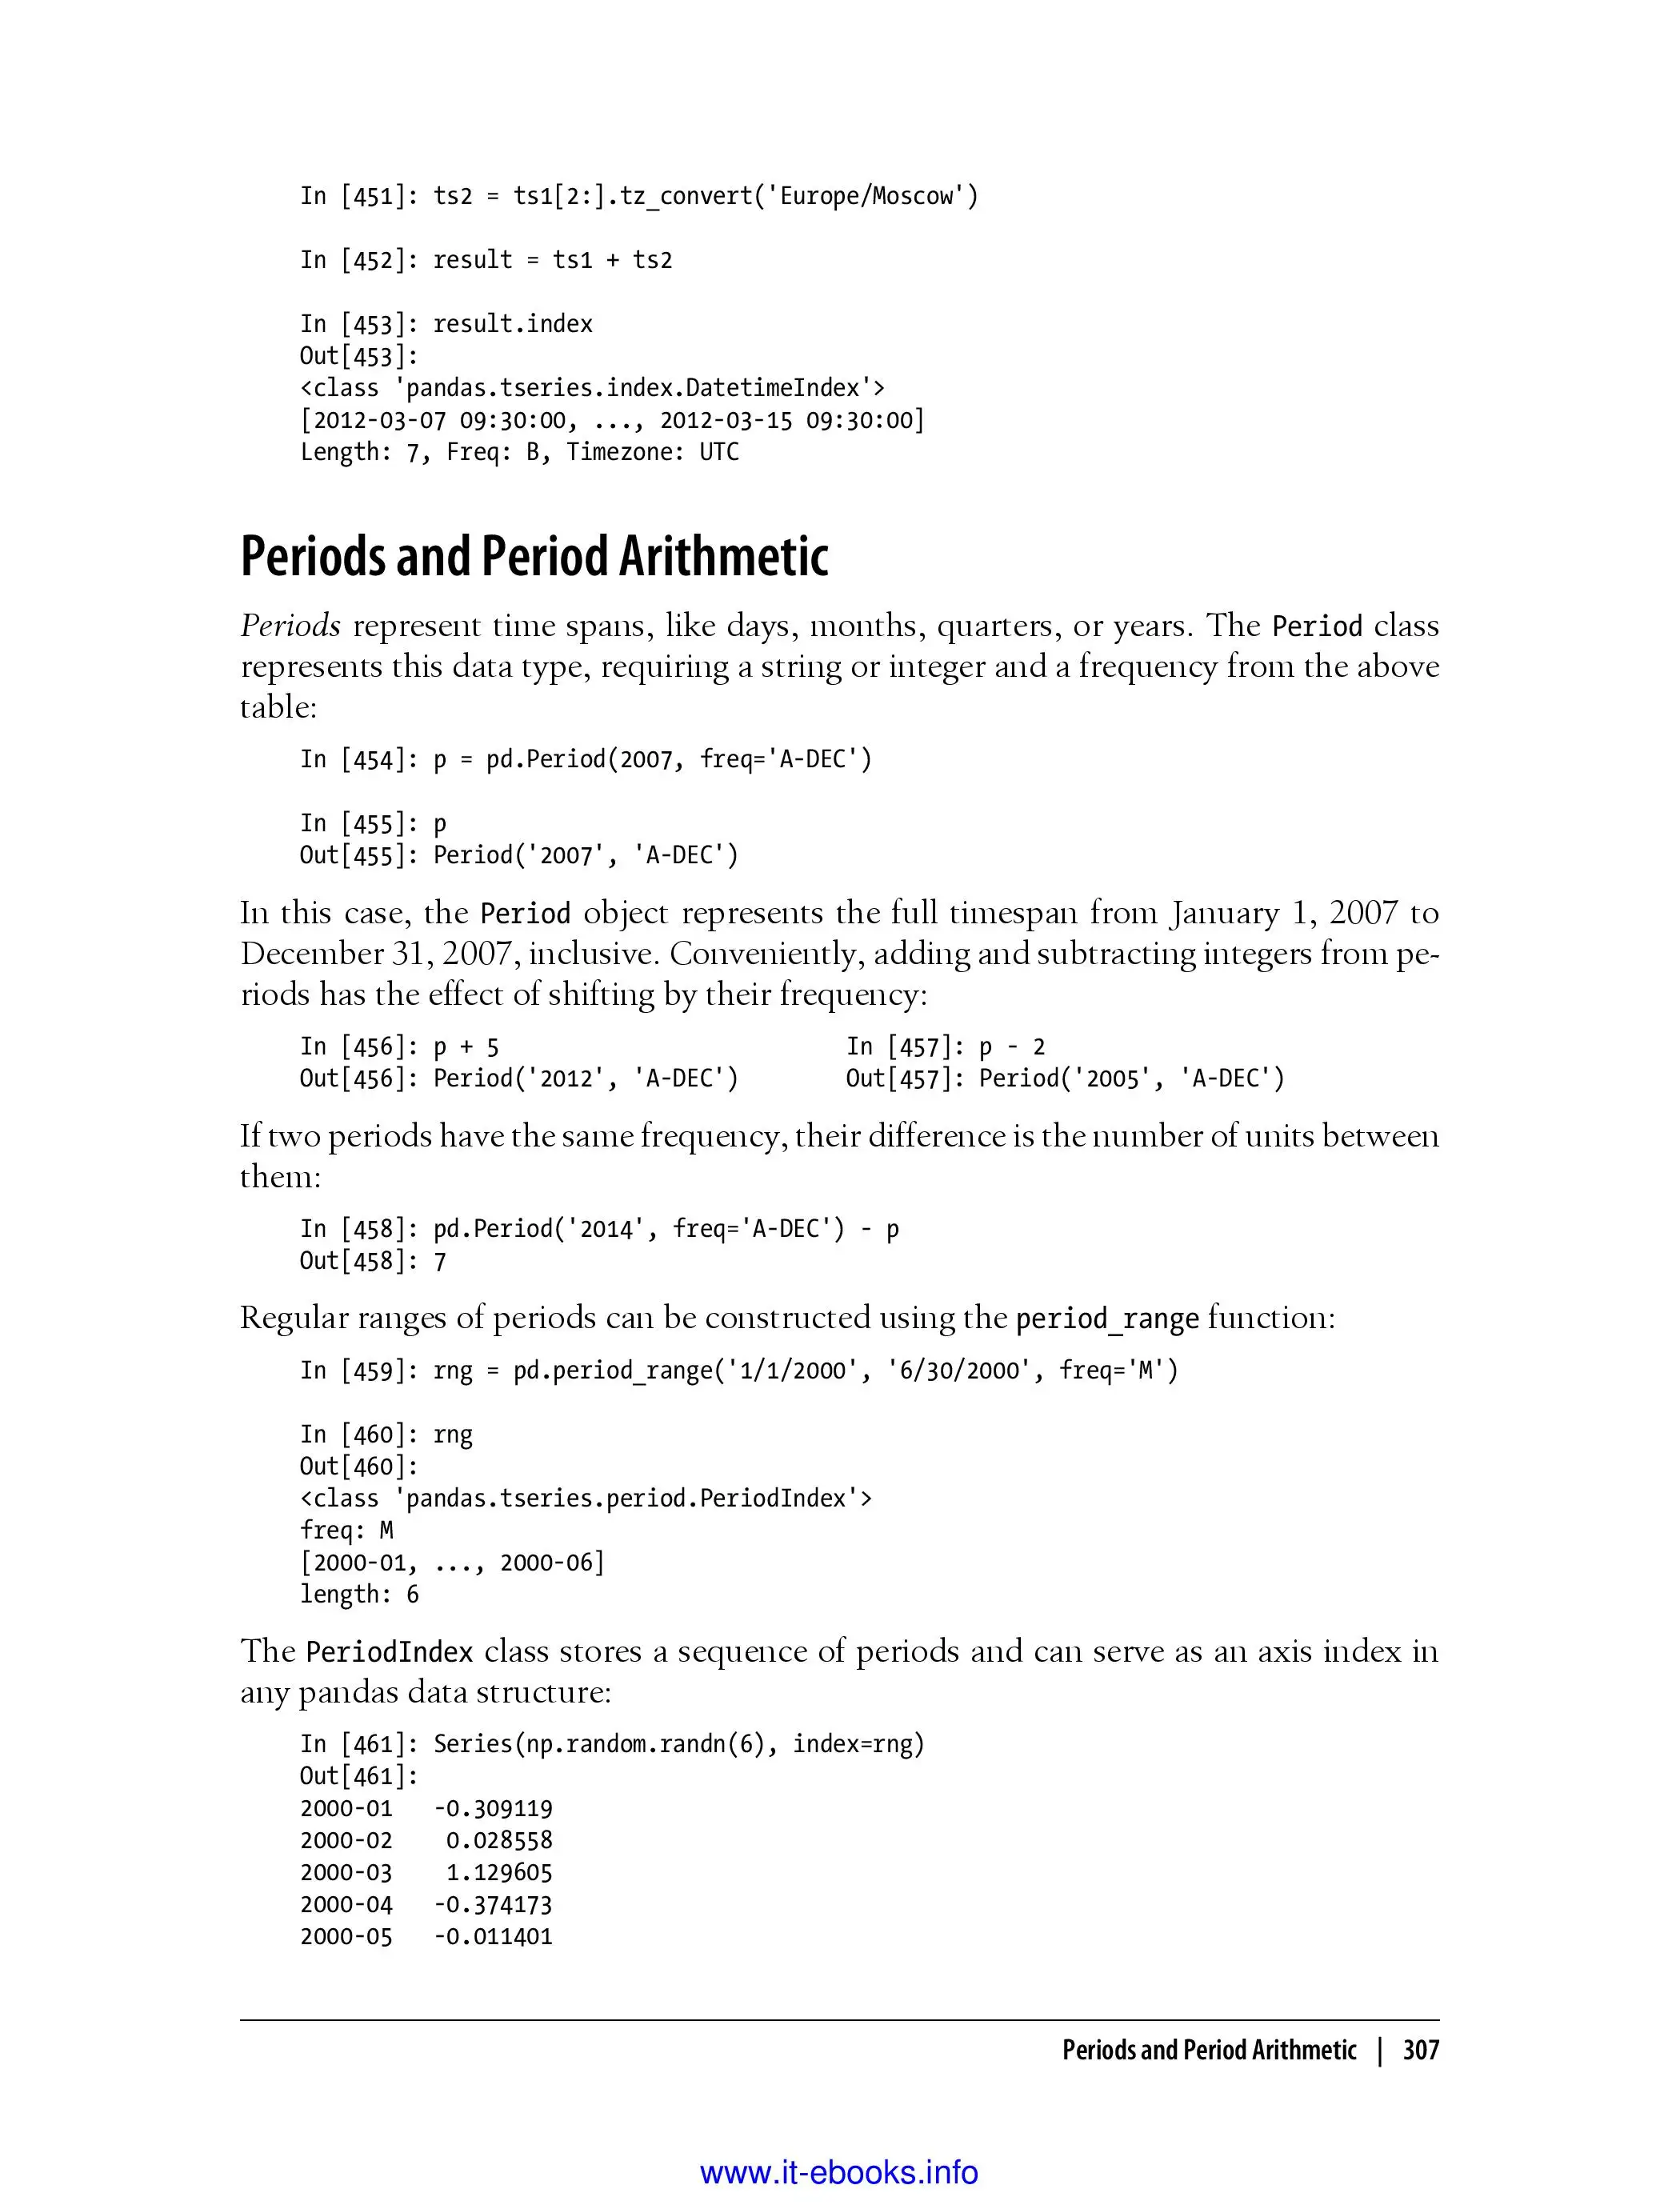 In [451]: ts2 = ts1[2:].tz_convert('Europe/Moscow')
In [452]: result = ts1 + ts2
In [453]: result.index
Out[453]:
<class 'pandas.tseries.index.DatetimeIndex'>
[2012-03-07 09:30:00, ..., 2012-03-15 09:30:00]
Length: 7, Freq: B, Timezone: UTC
Periods and Period Arithmetic
Periods represent time spans, like days, months, quarters, or years. The Period class
represents this data type, requiring a string or integer and a frequency from the above
table:
In [454]: p = pd.Period(2007, freq='A-DEC')
In [455]: p
Out[455]: Period('2007', 'A-DEC')
In this case, the Period object represents the full timespan from January 1, 2007 to
December 31, 2007, inclusive. Conveniently, adding and subtracting integers from pe-
riods has the effect of shifting by their frequency:
In [456]: p + 5 In [457]: p - 2
Out[456]: Period('2012', 'A-DEC') Out[457]: Period('2005', 'A-DEC')
If two periods have the same frequency, their difference is the number of units between
them:
In [458]: pd.Period('2014', freq='A-DEC') - p
Out[458]: 7
Regular ranges of periods can be constructed using the period_range function:
In [459]: rng = pd.period_range('1/1/2000', '6/30/2000', freq='M')
In [460]: rng
Out[460]:
<class 'pandas.tseries.period.PeriodIndex'>
freq: M
[2000-01, ..., 2000-06]
length: 6
The PeriodIndex class stores a sequence of periods and can serve as an axis index in
any pandas data structure:
In [461]: Series(np.random.randn(6), index=rng)
Out[461]:
2000-01 -0.309119
2000-02 0.028558
2000-03 1.129605
2000-04 -0.374173
2000-05 -0.011401
Periods and Period Arithmetic | 307
www.it-ebooks.info